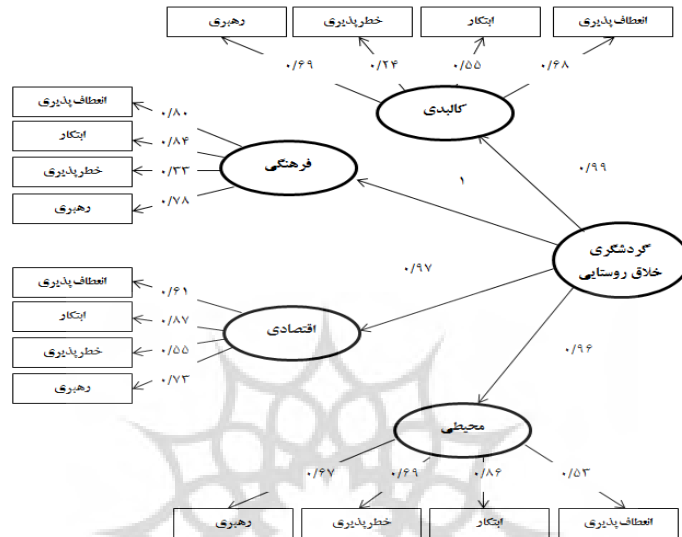 رهبری
خطرپذیری
ابتکار
انعطاف‌پذیری
۰/۶۹
۰/۲۴
۰/۵۵
۰/۶۸
کالبدی
انعطاف‌پذیری
ابتکار
خطرپذیری
رهبری
۰/۸۰
۰/۸۴
۰/۳۳
۰/۷۸
فرهنگی
۰/۹۹
۱
گردشگری
خلاق روستایی
۰/۹۷
۰/۹۶
انعطاف‌پذیری
ابتکار
خطرپذیری
رهبری
۰/۶۱
۰/۸۷
۰/۵۵
۰/۷۳
اقتصادی
محیطی
۰/۶۷
۰/۶۹
۰/۸۶
۰/۵۳
رهبری
خطرپذیری
ابتکار
انعطاف‌پذیری